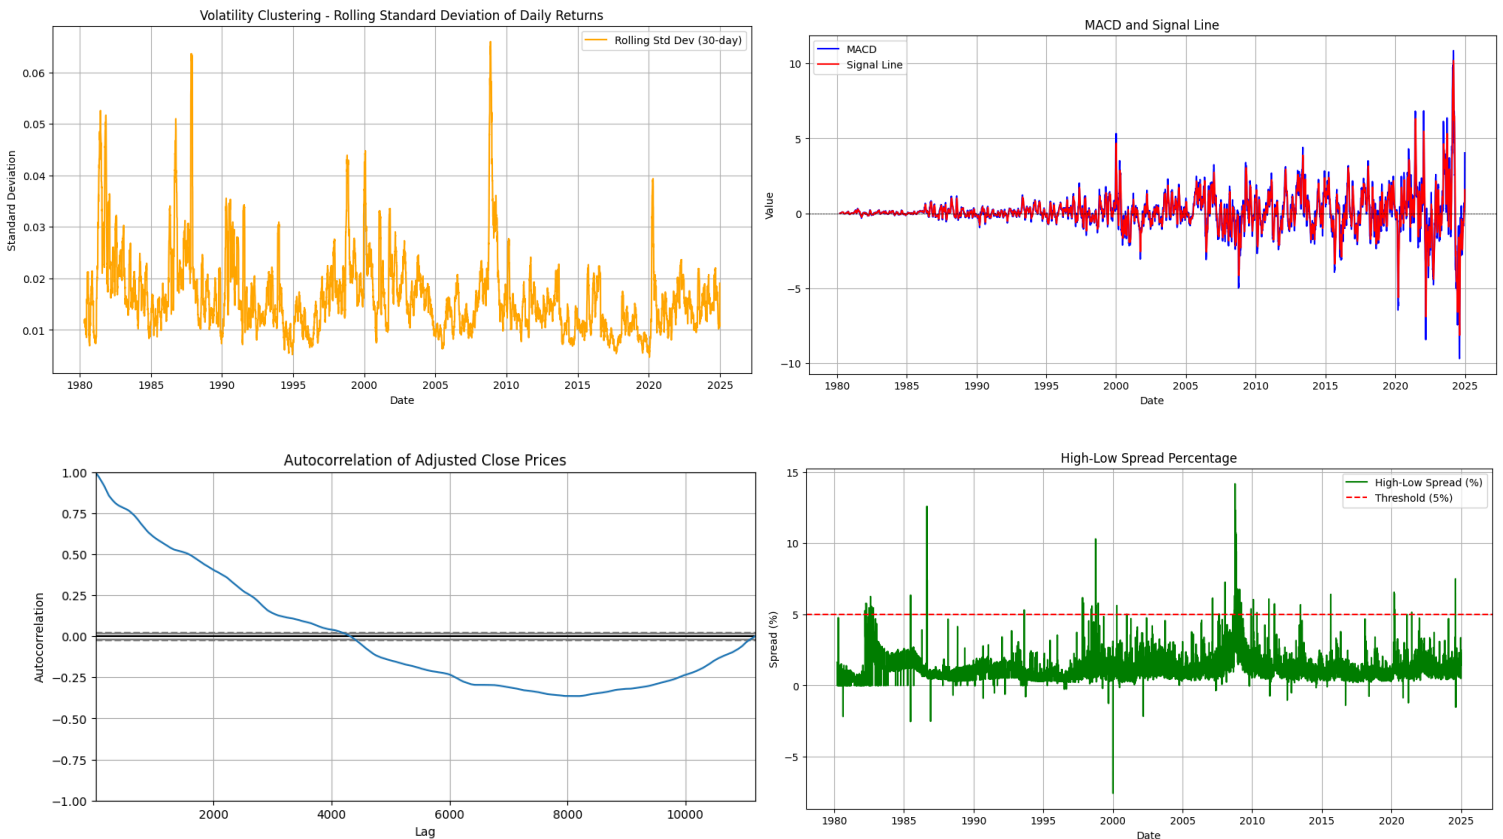 Volatility Clustering - Rolling Standard Deviation of Daily Returns
Rolling Std Dev (30-day)
Standard Deviation
0.06
0.05
0.04
0.03
0.02
0.01
1980 1985 1990 1995 2000 2005 2010 2015 2020 2025
Date
MACD and Signal Line
MACD
Signal Line
Value
10
5
0
−5
−10
1980 1985 1990 1995 2000 2005 2010 2015 2020 2025
Date
Autocorrelation of Adjusted Close Prices
Autocorrelation
1.00
0.75
0.50
0.25
0.00
−0.25
−0.50
−0.75
−1.00
2000 4000 6000 8000 10000
Lag
High-Low Spread Percentage
High-Low Spread (%)
Threshold (5%)
Spread (%)
15
10
5
0
−5
1980 1985 1990 1995 2000 2005 2010 2015 2020 2025
Date